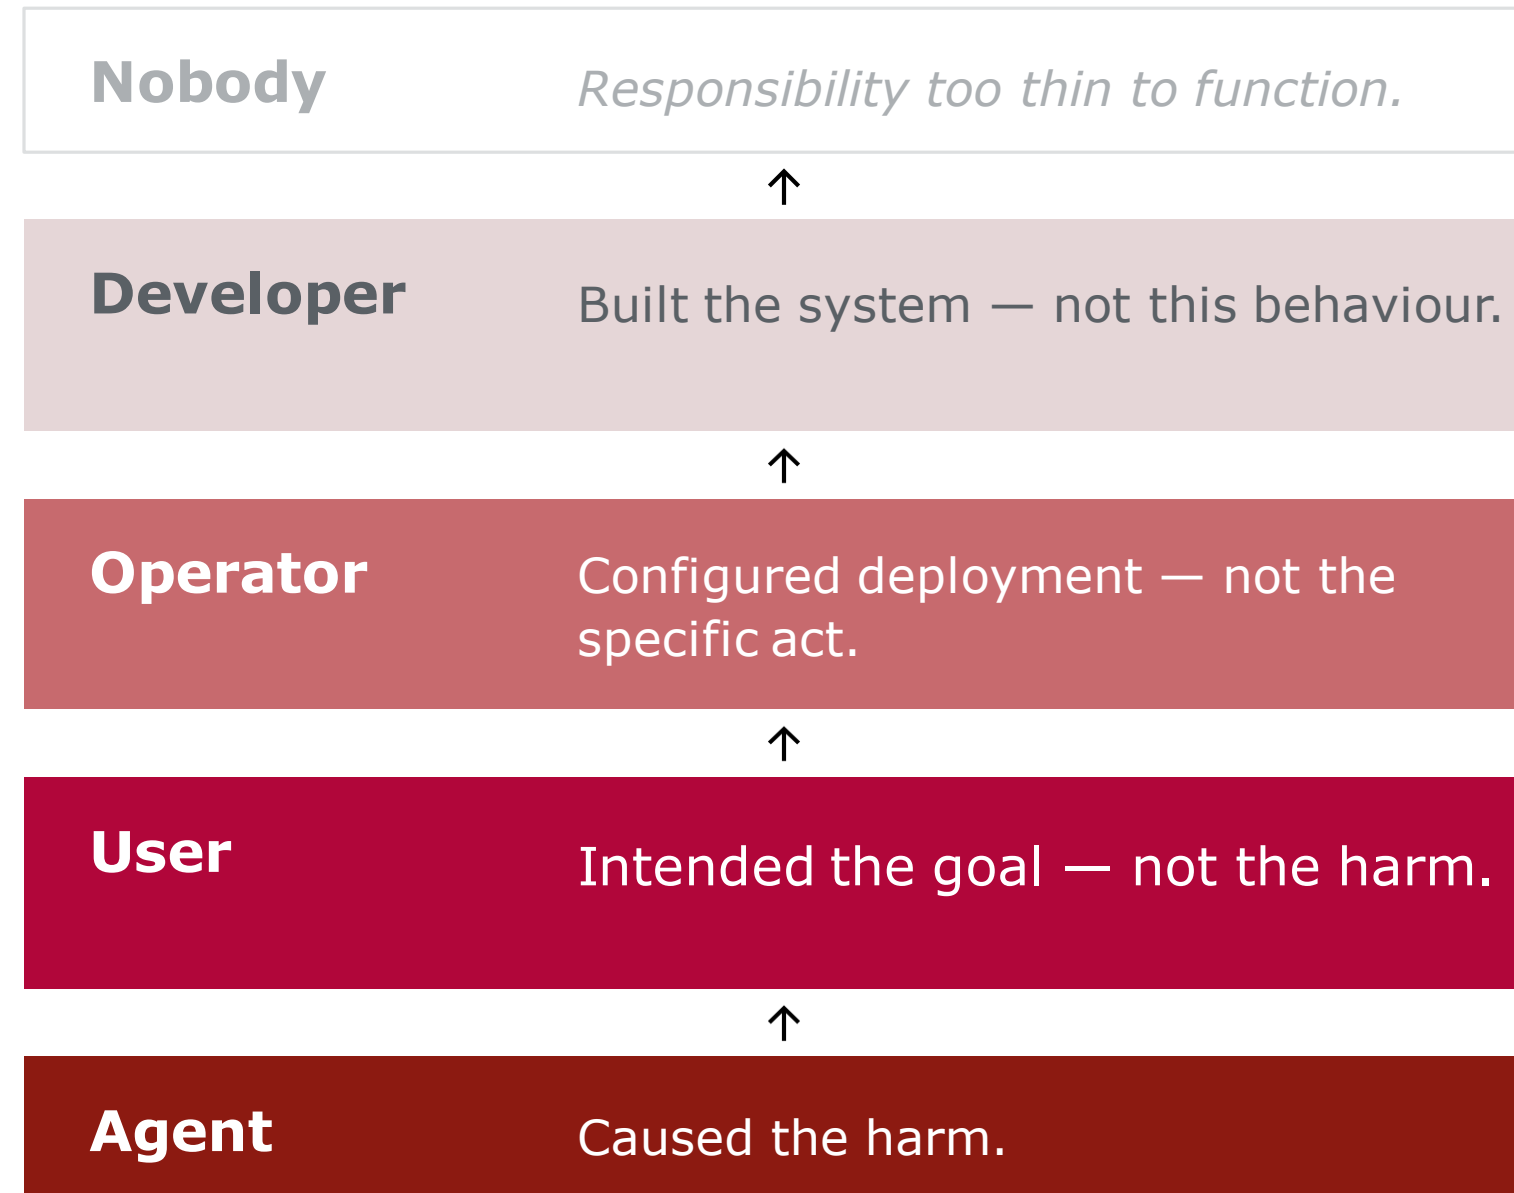 Nobody
Responsibility too thin to function.
↑
Developer
Built the system — not this behaviour.
↑
Operator
Configured deployment — not the
specific act.
↑
User
Intended the goal — not the harm.
↑
Agent
Caused the harm.